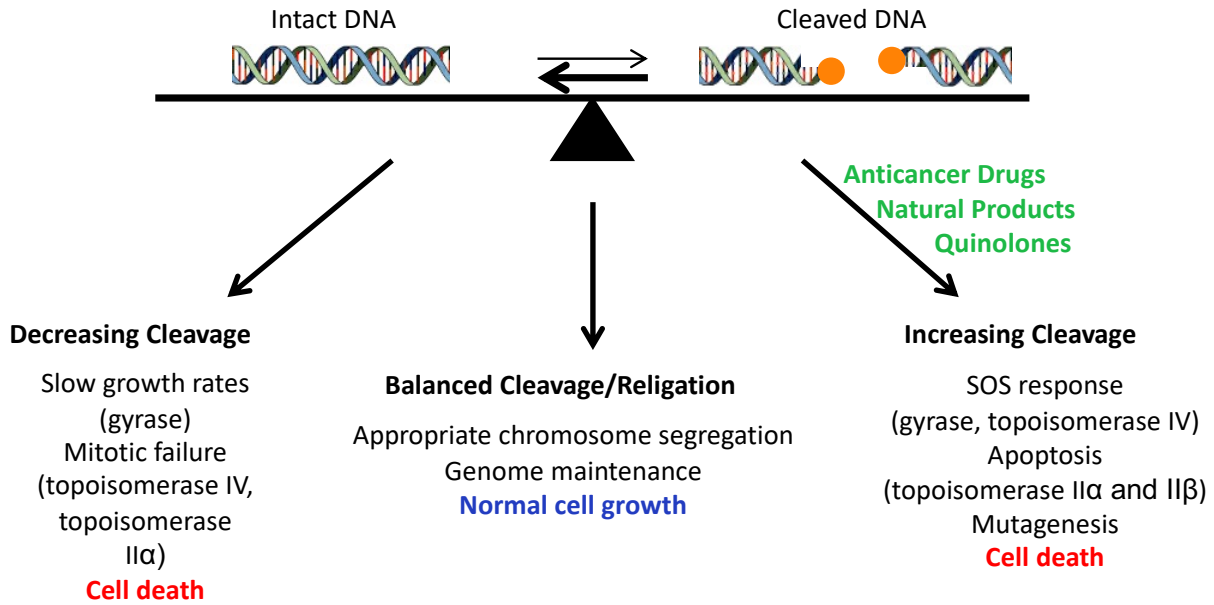 Intact DNA
Cleaved DNA
Anticancer Drugs
Natural Products
Quinolones
Decreasing Cleavage
Slow growth rates
(gyrase)
Mitotic failure
(topoisomerase IV,
topoisomerase
IIα)
Cell death
Balanced Cleavage/Religation
Appropriate chromosome segregation
Genome maintenance
Normal cell growth
Increasing Cleavage
SOS response
(gyrase, topoisomerase IV)
Apoptosis
(topoisomerase IIα and IIβ)
Mutagenesis
Cell death